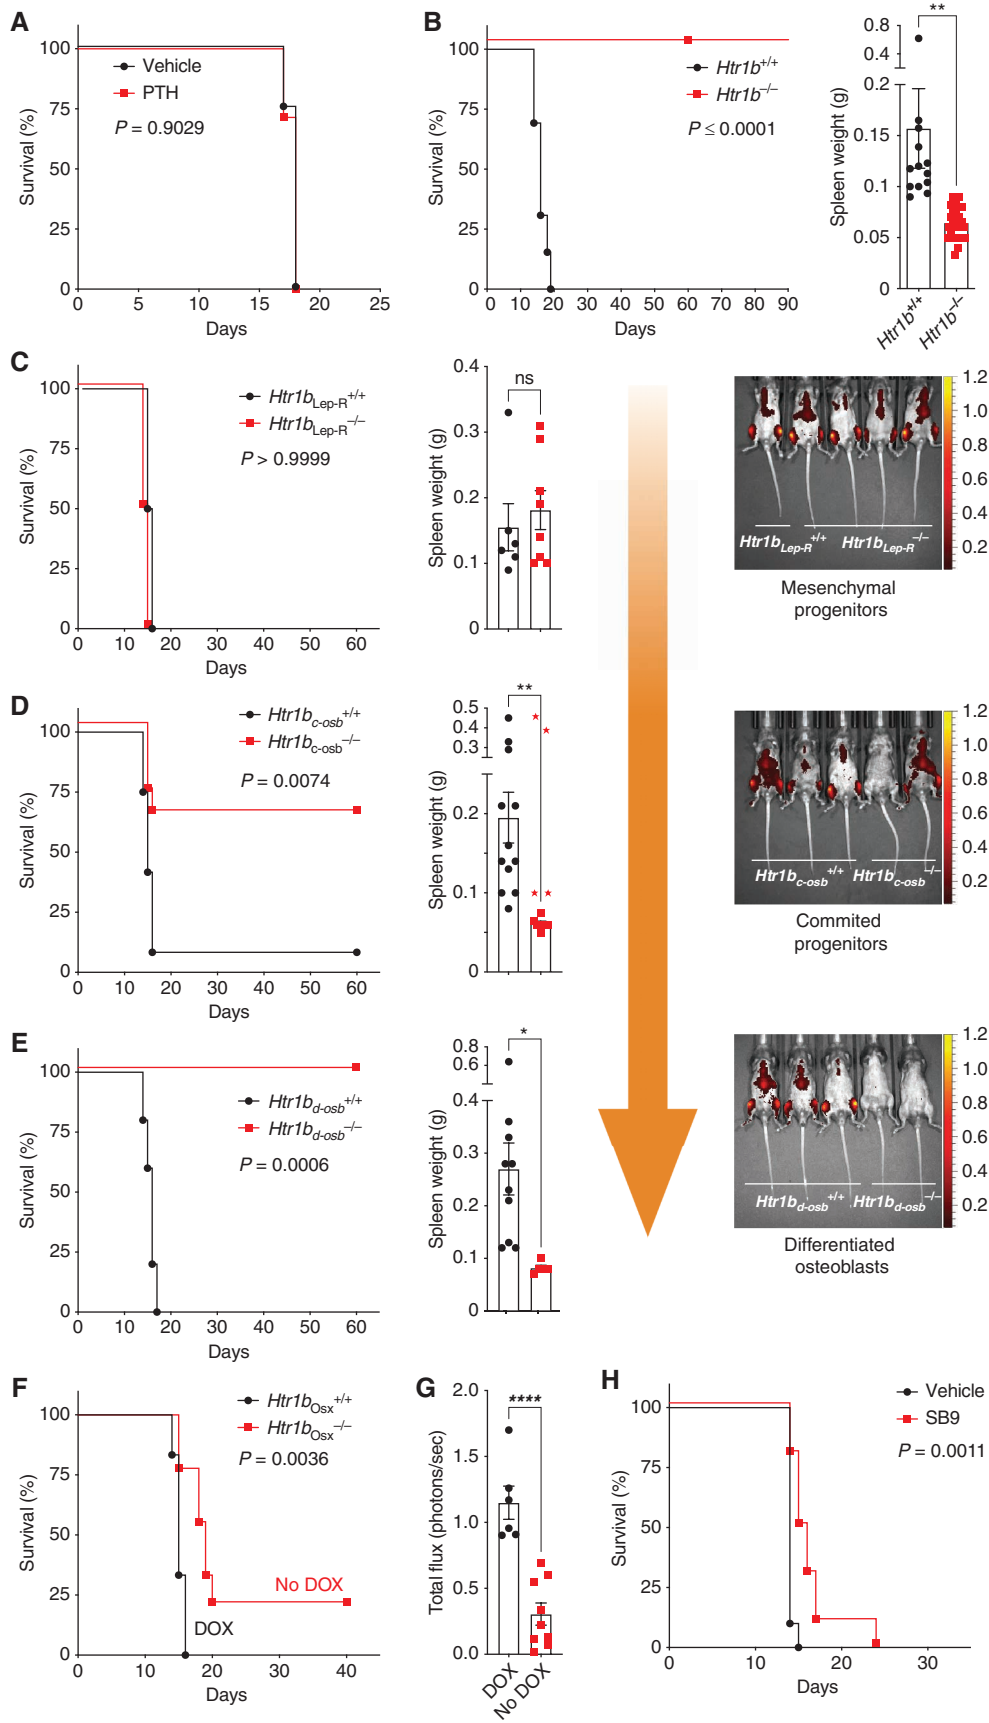 A
Survival (%)
100
75
50
25
0
0 5 10 15 20 25
Days
Vehicle
PTH
P = 0.9029
B
Survival (%)
100
75
50
25
0
0 10 20 30 40 50 60 70 80 90
Days
Htr1b+/+
Htr1b−/−
P ≤ 0.0001
Spleen weight (g)
0.8
0.4
0.2
0.15
0.1
0.05
0
**
Htr1b+/+
Htr1b−/−
C
Survival (%)
100
75
50
25
0
0 10 20 30 40 50 60
Days
Htr1bLep-R+/+
Htr1bLep-R−/−
P > 0.9999
Spleen weight (g)
0.4
0.3
0.2
0.1
0
ns
Htr1bLep-R+/+ Htr1bLep-R−/−
1.2
1.0
0.8
0.6
0.4
0.2
Mesenchymal
progenitors
D
Survival (%)
100
75
50
25
0
0 10 20 30 40 50 60
Days
Htr1bc-osb+/+
Htr1bc-osb−/−
P = 0.0074
Spleen weight (g)
0.5
0.4
0.3
0.2
0.1
0
**
Htr1bc-osb+/+ Htr1bc-osb−/−
1.2
1.0
0.8
0.6
0.4
0.2
Commited
progenitors
E
Survival (%)
100
75
50
25
0
0 10 20 30 40 50 60
Days
Htr1bd-osb+/+
Htr1bd-osb−/−
P = 0.0006
Spleen weight (g)
0.8
0.6
0.4
0.3
0.2
0.1
0
*
Htr1bd-osb+/+ Htr1bd-osb−/−
1.2
1.0
0.8
0.6
0.4
0.2
Differentiated
osteoblasts
F
Survival (%)
100
75
50
25
0
0 10 20 30 40
Days
Htr1bOsx+/+
Htr1bOsx−/−
P = 0.0036
No DOX
DOX
G
Total flux (photons/sec)
2.0
1.5
1.0
0.5
0.0
****
DOX
No DOX
H
Survival (%)
100
75
50
25
0
0 10 20 30
Days
Vehicle
SB9
P = 0.0011